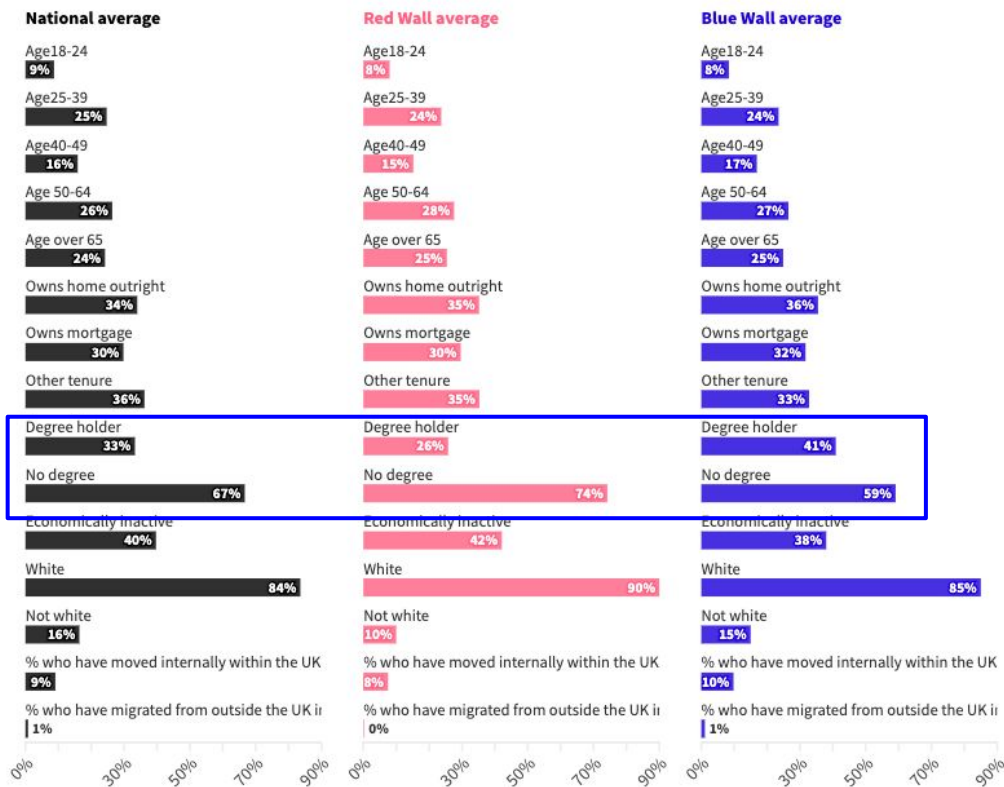 National average
Age18-24
9%
Age25-39
25%
Age40-49
16%
Age 50-64
26%
Age over 65
24%
Owns home outright
34%
Owns mortgage
30%
Other tenure
36%
Degree holder
33%
No degree
67%
Economically inactive
40%
White
84%
Not white
16%
% who have moved internally within the UK
9%
% who have migrated from outside the UK i
1%
0% 30% 50% 70% 90%
Red Wall average
Age18-24
8%
Age25-39
24%
Age40-49
15%
Age 50-64
28%
Age over 65
25%
Owns home outright
35%
Owns mortgage
30%
Other tenure
35%
Degree holder
26%
No degree
74%
Economically inactive
42%
White
90%
Not white
10%
% who have moved internally within the UK
8%
% who have migrated from outside the UK i
0%
0% 30% 50% 70% 90%
Blue Wall average
Age18-24
8%
Age25-39
24%
Age40-49
17%
Age 50-64
27%
Age over 65
25%
Owns home outright
36%
Owns mortgage
32%
Other tenure
33%
Degree holder
41%
No degree
59%
Economically inactive
38%
White
85%
Not white
15%
% who have moved internally within the UK
10%
% who have migrated from outside the UK i
1%
0% 30% 50% 70% 90%